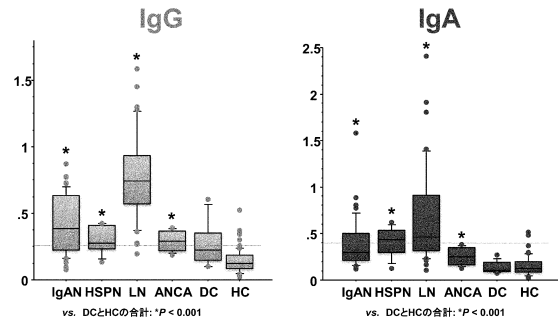 IgG
IgA
1.5
1
.5
0
IgAN HSPN LN ANCA DC HC
vs. DCとHCの合計: *P < 0.001
2.5
2
1.5
1
.5
0
IgAN HSPN LN ANCA DC HC
vs. DCとHCの合計: *P < 0.001